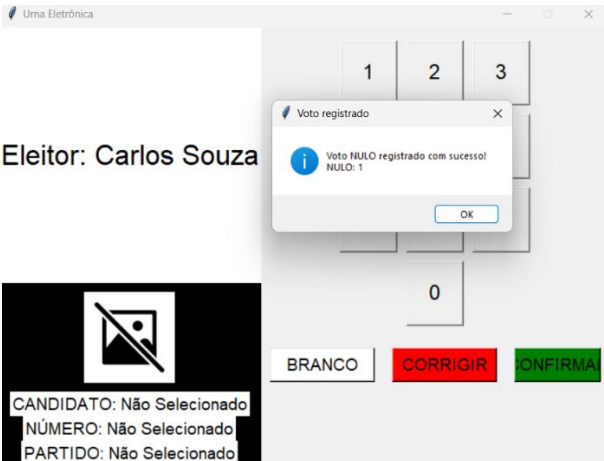 Urna Eletrônica
1
2
3
Voto registrado
Eleitor: Carlos Souza
Voto NULO registrado com sucesso!
NULO: 1
OK
0
BRANCO
CORRIGIR
CONFIRMAR
CANDIDATO: Não Selecionado
NÚMERO: Não Selecionado
PARTIDO: Não Selecionado